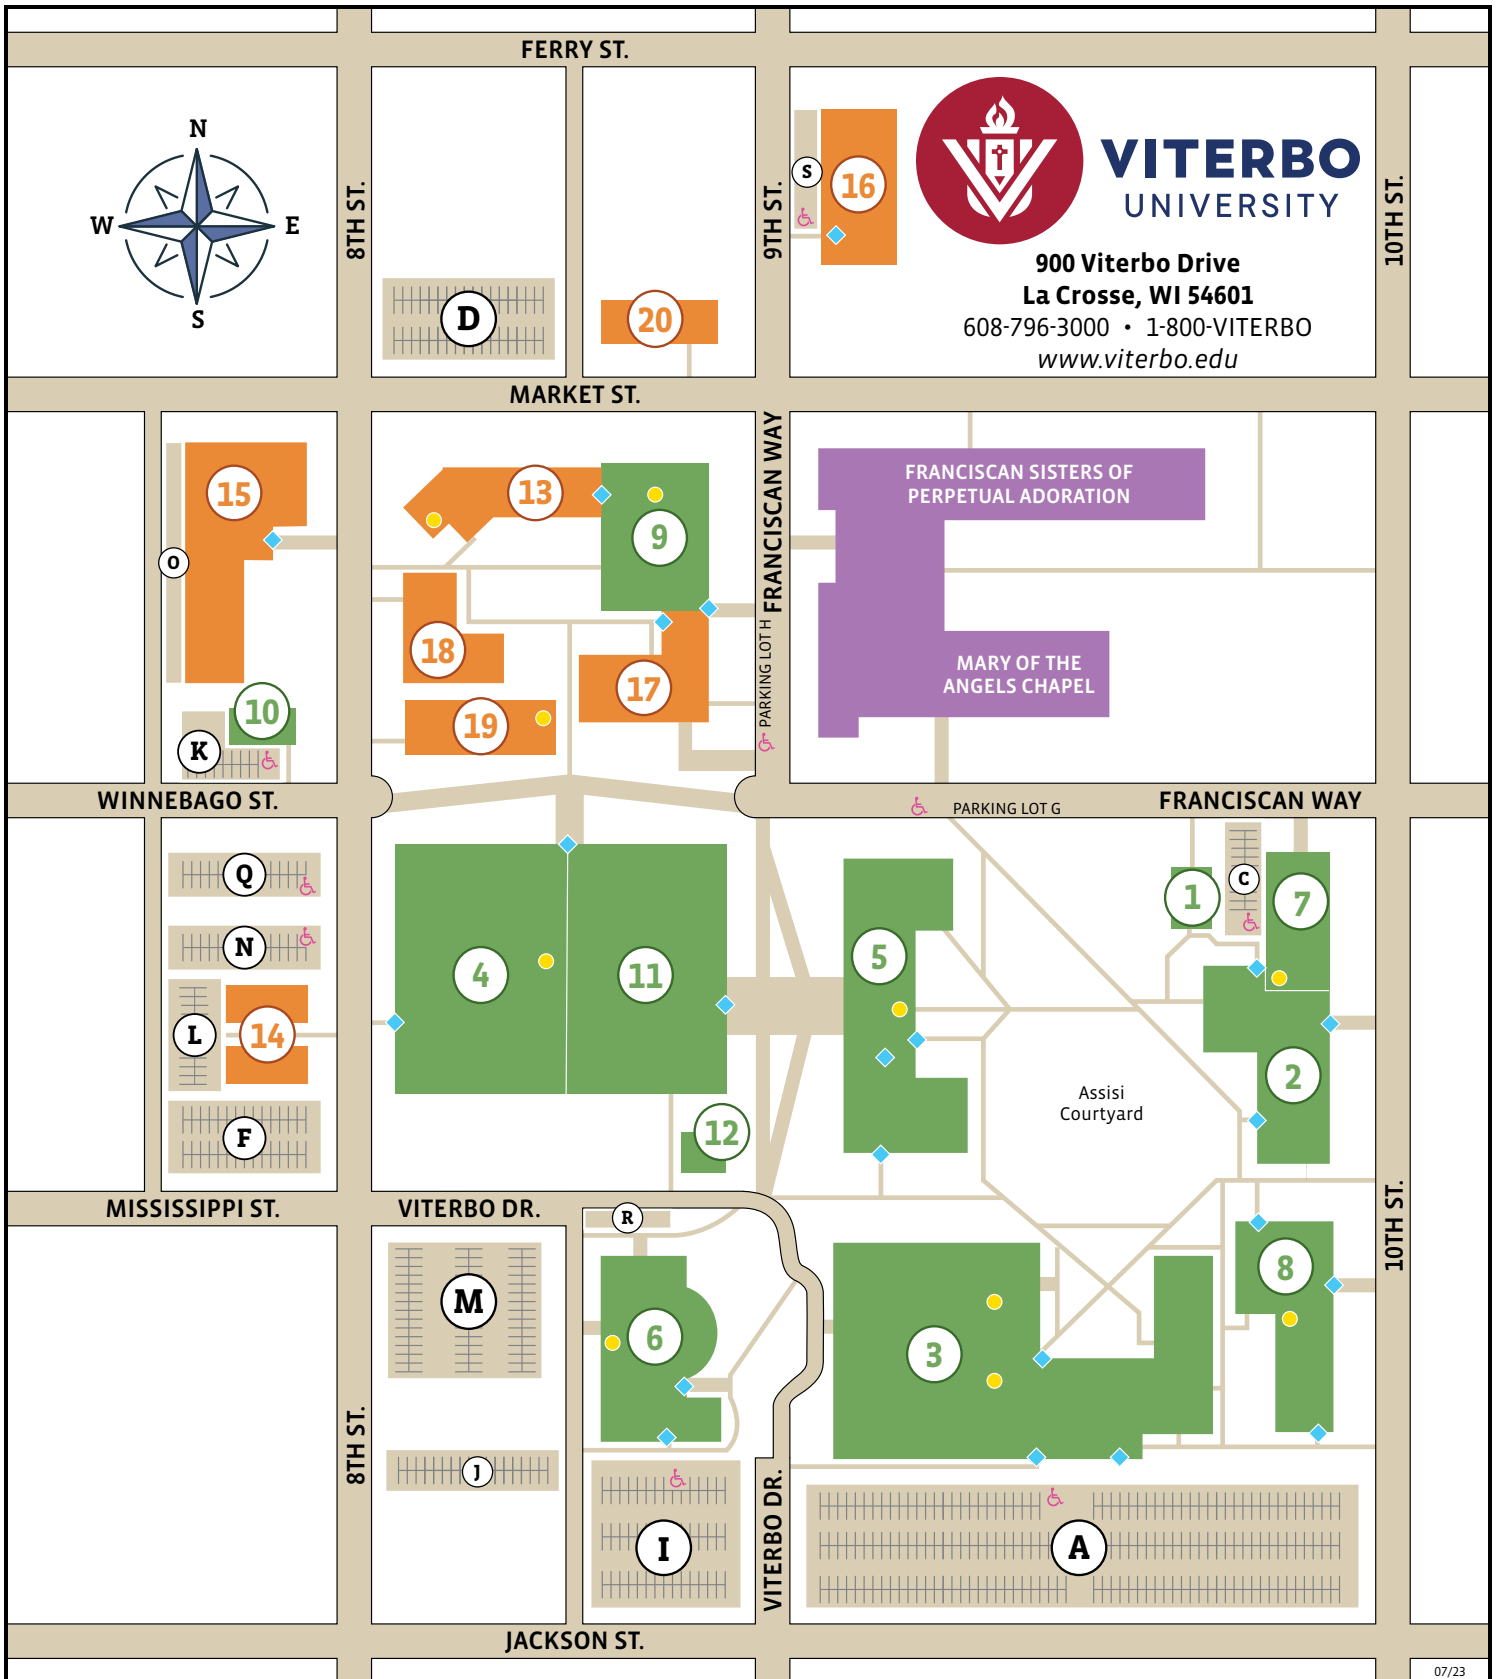 FERRY ST.
N
W
E
S
8TH ST.
9TH ST.
10TH ST.
S
16
VITERBO
UNIVERSITY
900 Viterbo Drive
La Crosse, WI 54601
608-796-3000 • 1-800-VITERBO
www.viterbo.edu
D
20
MARKET ST.
15
13
9
FRANCISCAN WAY
FRANCISCAN SISTERS OF
PERPETUAL ADORATION
O
18
17
PARKING LOT H
MARY OF THE
ANGELS CHAPEL
10
19
K
WINNEBAGO ST.
PARKING LOT G
FRANCISCAN WAY
Q
C
1
7
N
4
11
5
L
14
2
Assisi
Courtyard
F
12
MISSISSIPPI ST.
VITERBO DR.
R
10TH ST.
8
M
6
3
8TH ST.
J
VITERBO DR.
I
A
JACKSON ST.
07/23